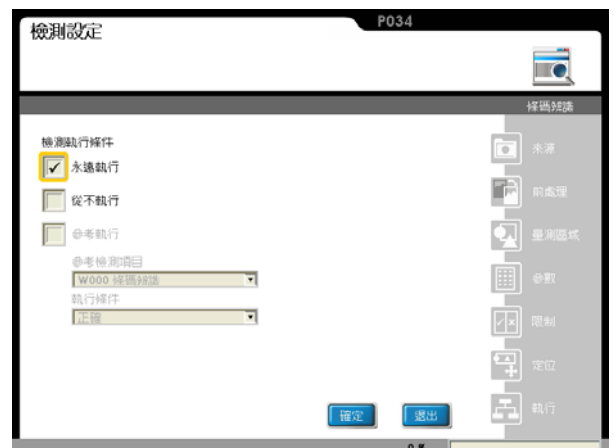 檢測設定
P034
條碼辨識
檢測執行條件
永遠執行
從不執行
參考執行
參考檢測項目
W000 條碼辨識
執行條件
正確
來源
前處理
量測區域
參數
限制
定位
執行
確定
退出